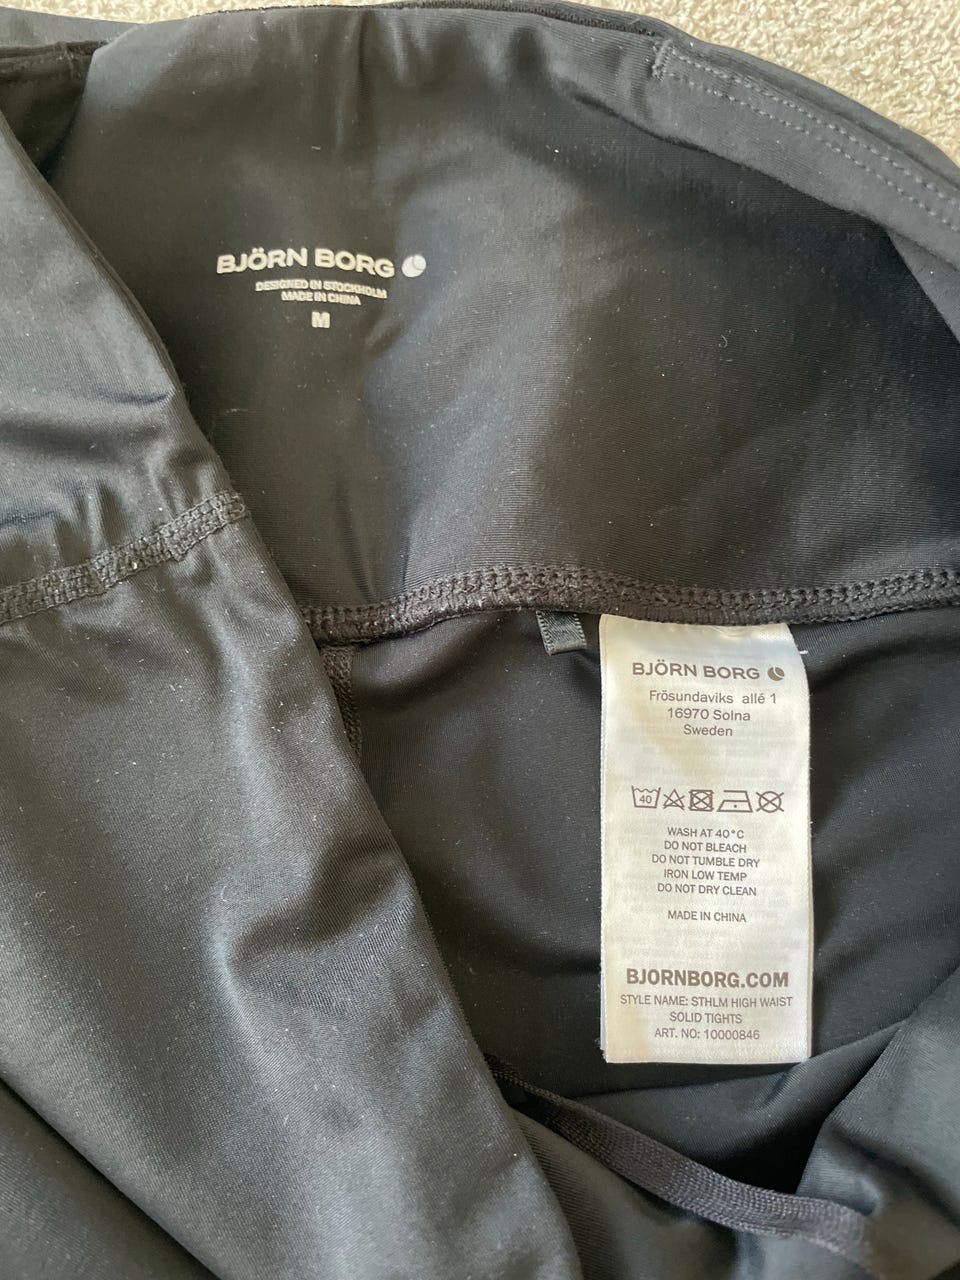 BJÖRN BORG
DESIGNED IN STOCKHOLM
MADE IN CHINA
M
BJÖRN BORG
Frösundaviks allé 1
16970 Solna
Sweden
40
WASH AT 40°C
DO NOT BLEACH
DO NOT TUMBLE DRY
IRON LOW TEMP
DO NOT DRY CLEAN
MADE IN CHINA
BJORNBORG.COM
STYLE NAME: STHLM HIGH WAIST
SOLID TIGHTS
ART. NO: 10000846